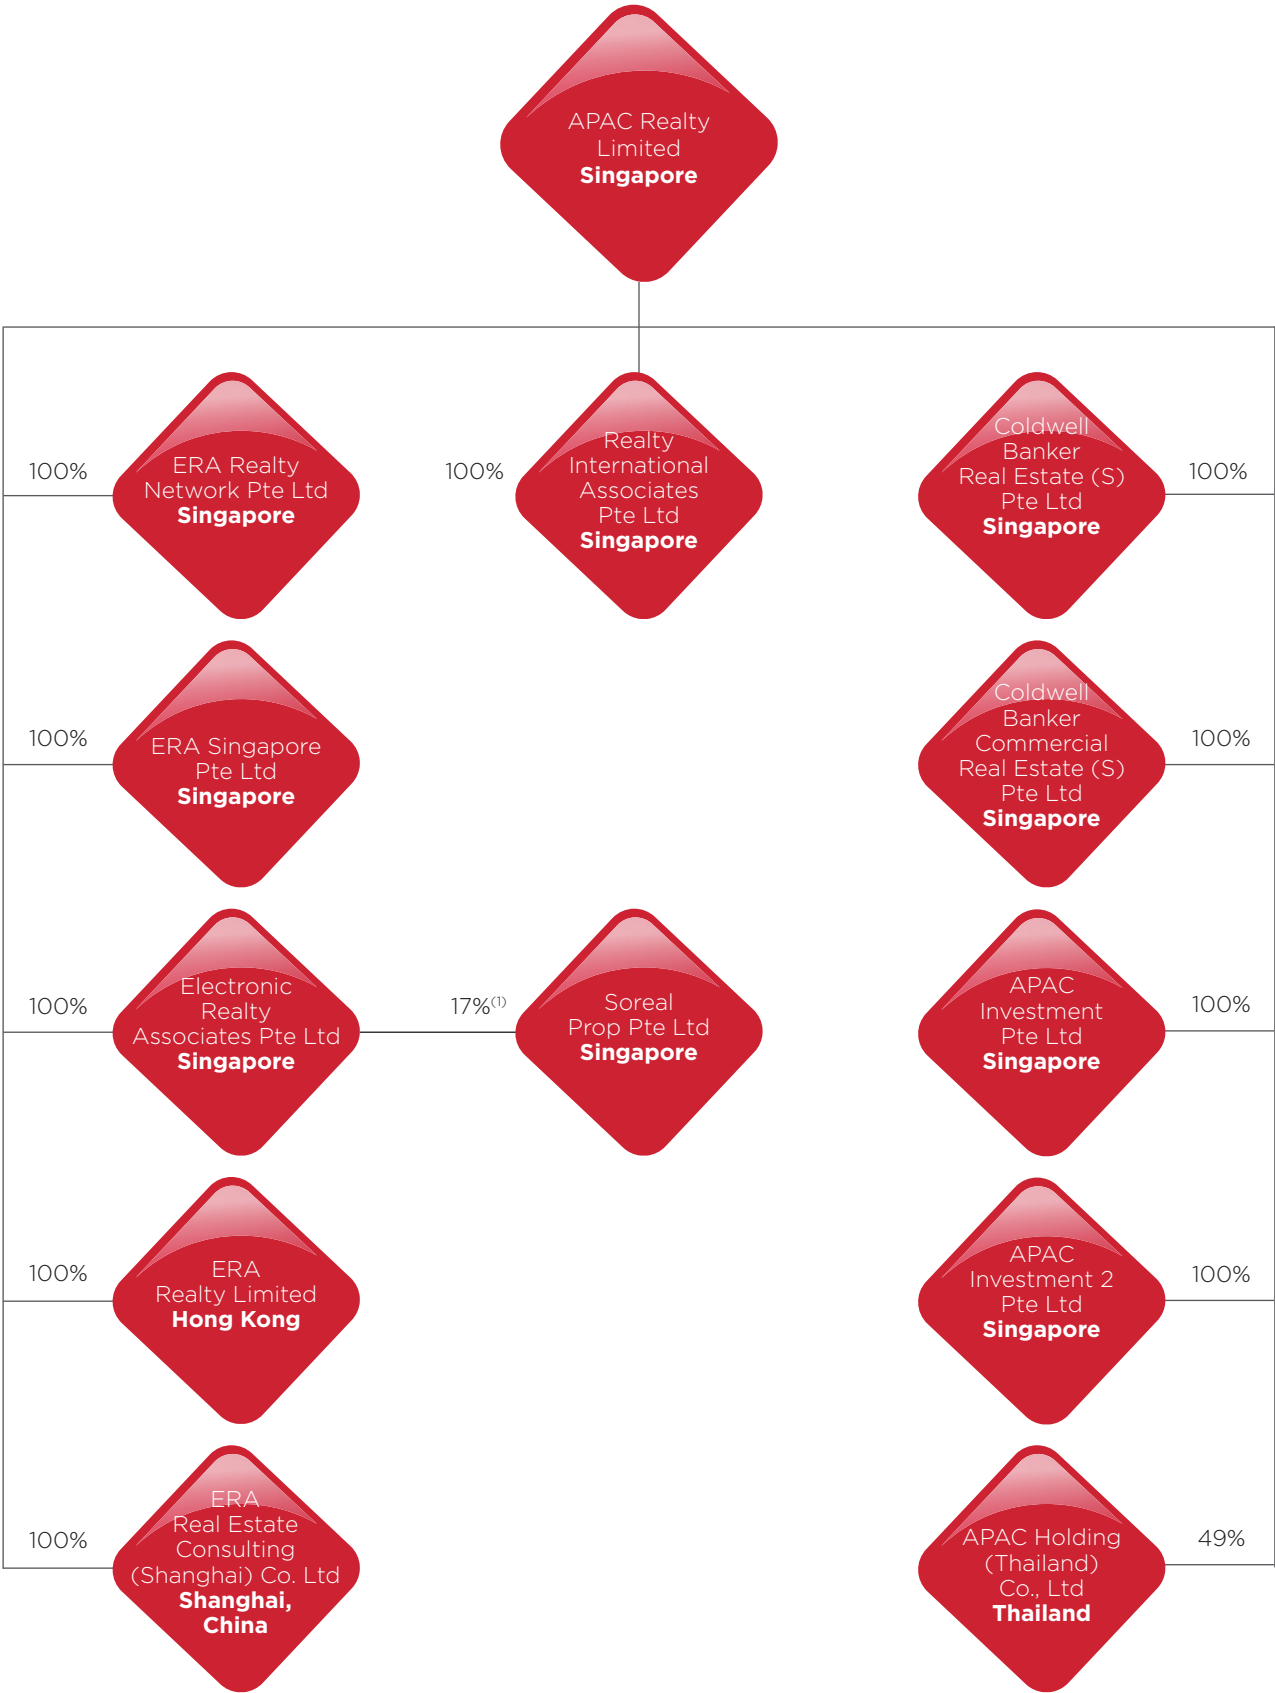 APAC Realty
Limited
Singapore
100%
ERA Realty
Network Pte Ltd
Singapore
100%
Realty
International
Associates
Pte Ltd
Singapore
Coldwell
Banker
Real Estate (S)
Pte Ltd
Singapore
100%
100%
ERA Singapore
Pte Ltd
Singapore
Coldwell
Banker
Commercial
Real Estate (S)
Pte Ltd
Singapore
100%
100%
Electronic
Realty
Associates Pte Ltd
Singapore
17%(1)
Soreal
Prop Pte Ltd
Singapore
APAC
Investment
Pte Ltd
Singapore
100%
100%
ERA
Realty Limited
Hong Kong
APAC
Investment 2
Pte Ltd
Singapore
100%
100%
ERA
Real Estate
Consulting
(Shanghai) Co. Ltd
Shanghai,
China
APAC Holding
(Thailand)
Co., Ltd
Thailand
49%